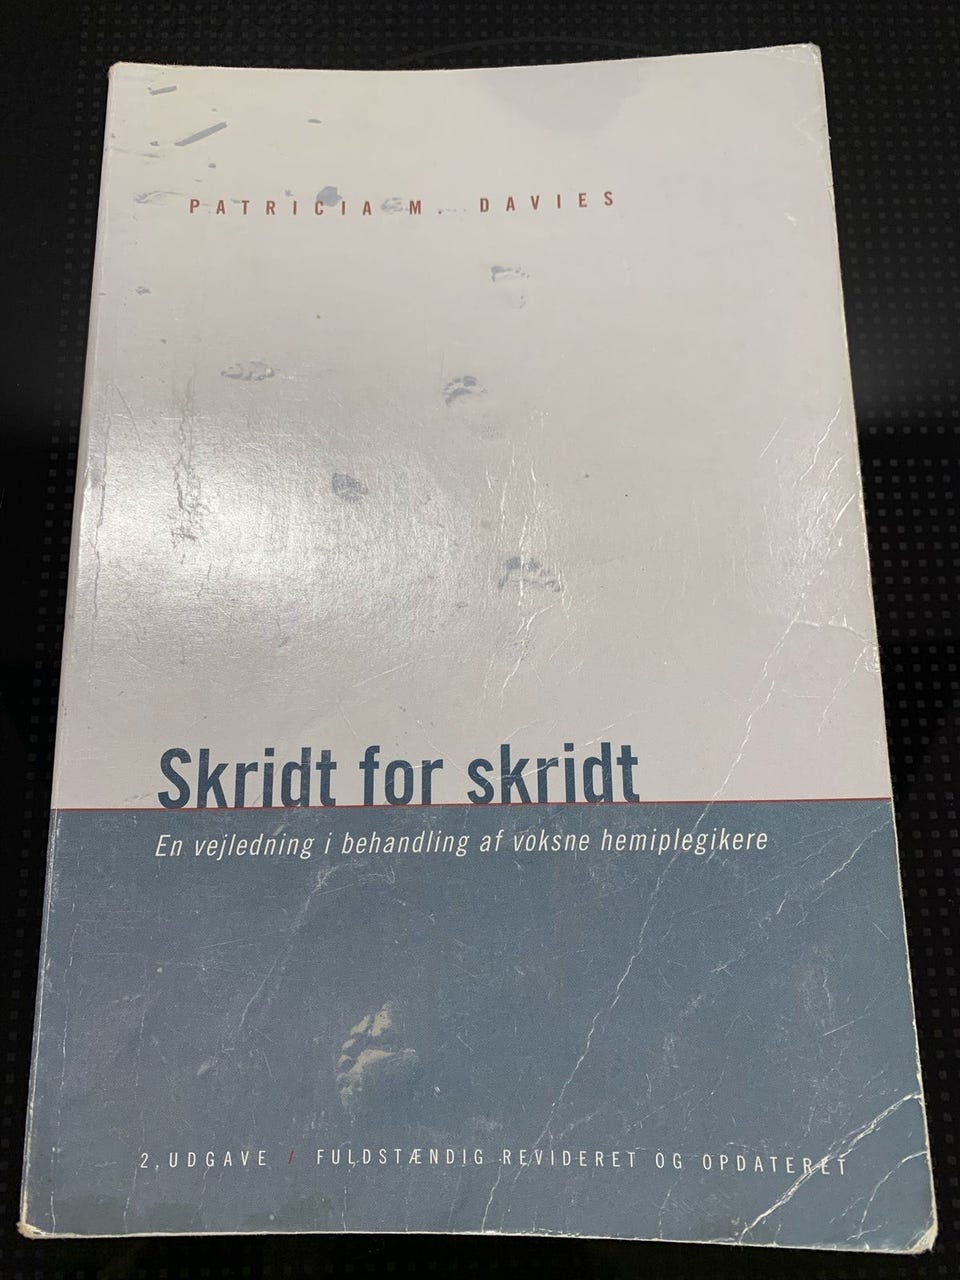 PATRICIA M. DAVIES
Skridt for skridt
En vejledning i behandling af voksne hemiplegikere
2. UDGAVE / FULDSTÆNDIG REVIDERET OG OPDATERET